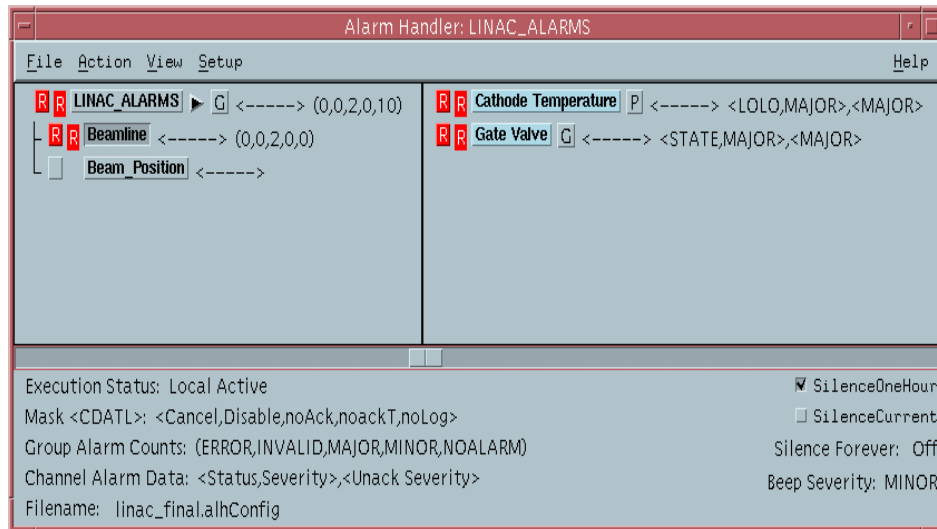 Alarm Handler: LINAC_ALARMS
File Action View Setup Help
R R LINAC_ALARMS G <-----> (0,0,2,0,10)
R R Beamline <-----> (0,0,2,0,0)
Beam_Position <----->
R R Cathode Temperature P <-----> <LOLO,MAJOR>,<MAJOR>
R R Gate Valve G <-----> <STATE,MAJOR>,<MAJOR>
Execution Status: Local Active
Mask <CDATL>: <Cancel,Disable,noAck,noackT,noLog>
Group Alarm Counts: (ERROR,INVALID,MAJOR,MINOR,NOALARM)
Channel Alarm Data: <Status,Severity>,<Unack Severity>
Filename: linac_final.alhConfig
SilenceOneHour
SilenceCurrent
Silence Forever: Off
Beep Severity: MINOR